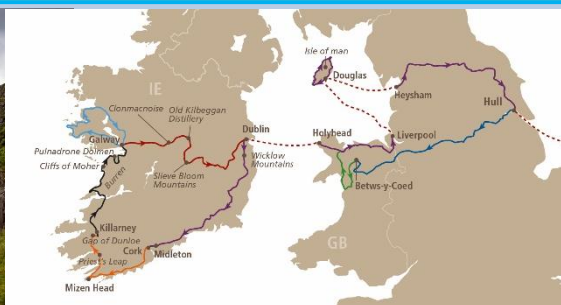 Isle of man
Douglas
IE
Clonmacnoise
Old Kilbeggan
Distillery
Heysham
Hull
Galway
Dublin
Holyhead
Liverpool
Pulnadrone Dolmen
Cliffs of Moher
Burren
Slieve Bloom
Mountains
Wicklow
Mountains
Betws-y-Coed
Killarney
Gap of Dunloe
Priest's Leap
Cork
Midleton
GB
Mizen Head